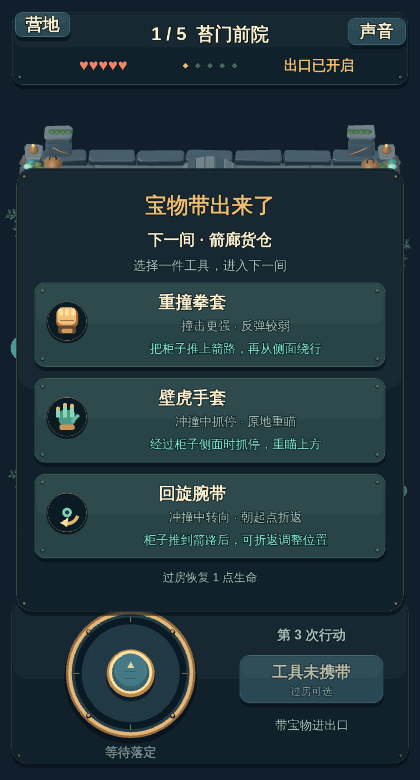 营地
1 / 5 苔门前院
声音
♥♥♥♥♥
出口已开启
宝物带出来了
下一间 · 箭廊货仓
选择一件工具，进入下一间
重撞拳套
撞击更强 · 反弹较弱
把柜子推上箭路，再从侧面绕行
壁虎手套
冲撞中抓停 · 原地重瞄
经过柜子侧面时抓停，重瞄上方
回旋腕带
冲撞中转向 · 朝起点折返
柜子推到箭路后，可折返调整位置
过房恢复 1 点生命
第 3 次行动
工具未携带
过房可选
带宝物进出口
等待落定